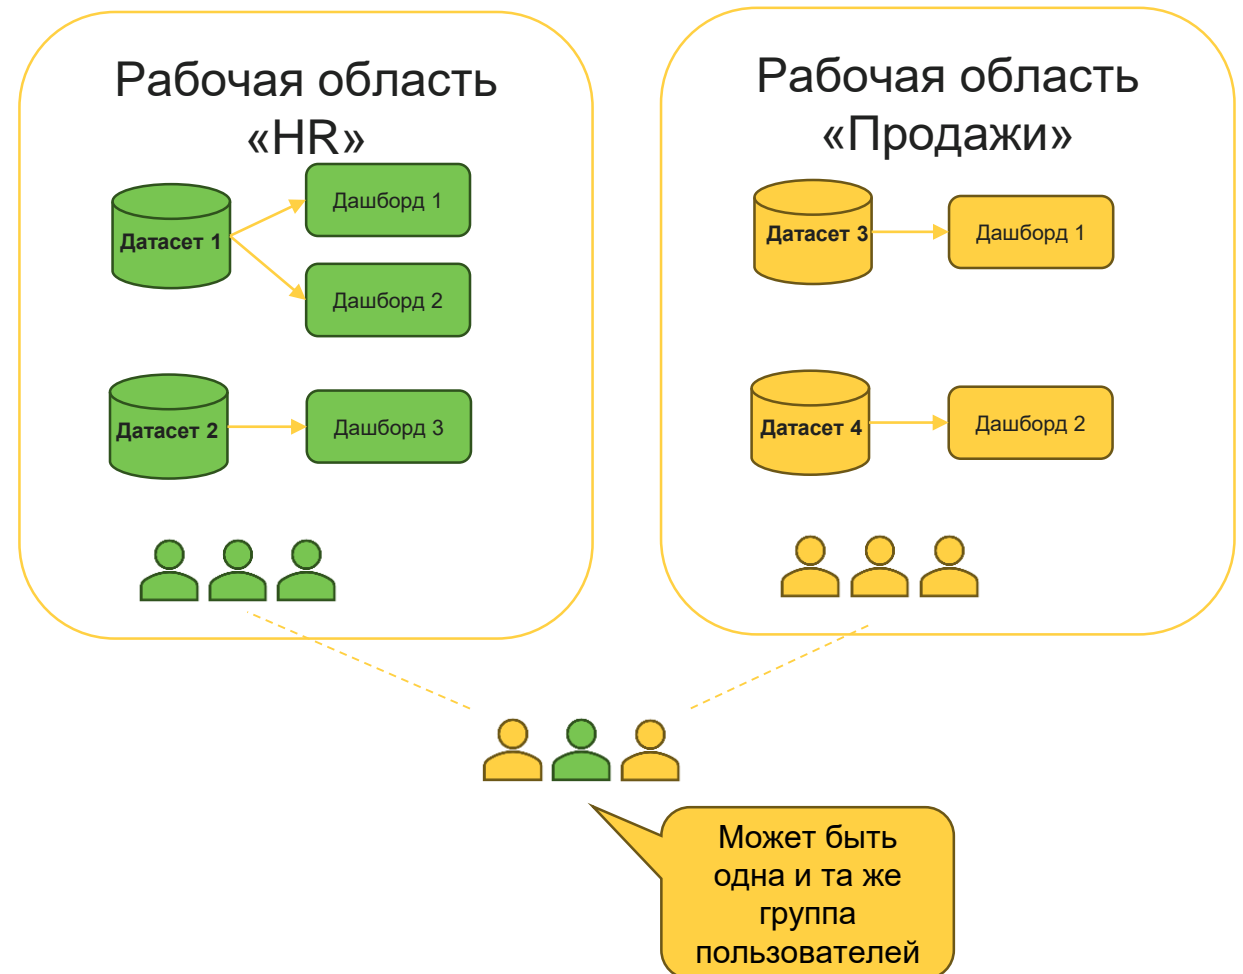 Рабочая область
«HR»
Датасет 1
Дашборд 1
Дашборд 2
Датасет 2
Дашборд 3
Рабочая область
«Продажи»
Датасет 3
Дашборд 1
Датасет 4
Дашборд 2
Может быть
одна и та же
группа
пользователей